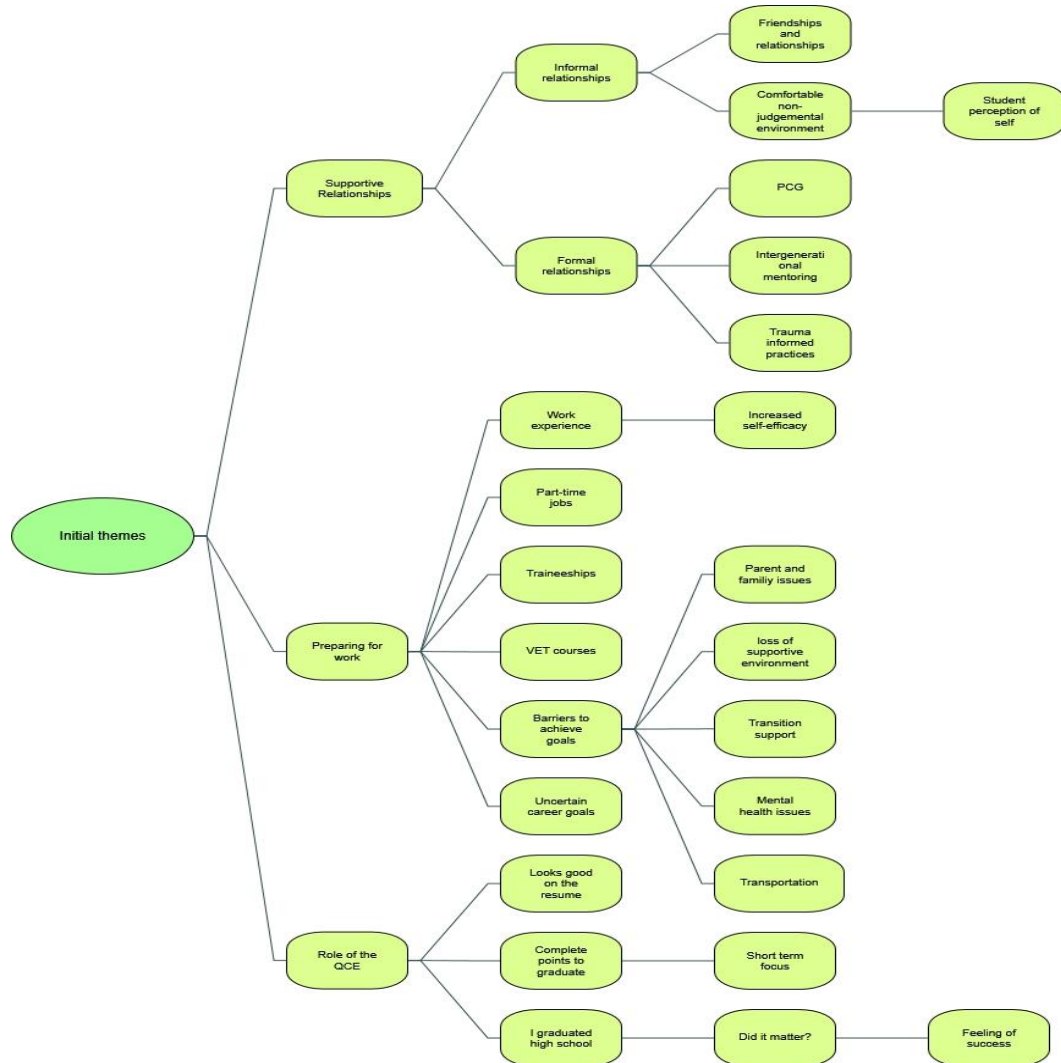 Friendships
and
relationships
Informal
relationships
Comfortable
non-
judgemental
environment
Student
perception of
self
Supportive
Relationships
PCG
Formal
relationships
Intergenerati
onal
mentoring
Trauma
informed
practices
Work
experience
Increased
self-efficacy
Part-time
jobs
Initial themes
Traineeships
Parent and
familiy issues
Preparing for
work
VET courses
loss of
supportive
environment
Barriers to
achieve
goals
Transition
support
Uncertain
career goals
Mental
health issues
Looks good
on the
resume
Transportation
Role of the
QCE
Complete
points to
graduate
Short term
focus
I graduated
high school
Did it matter?
Feeling of
success